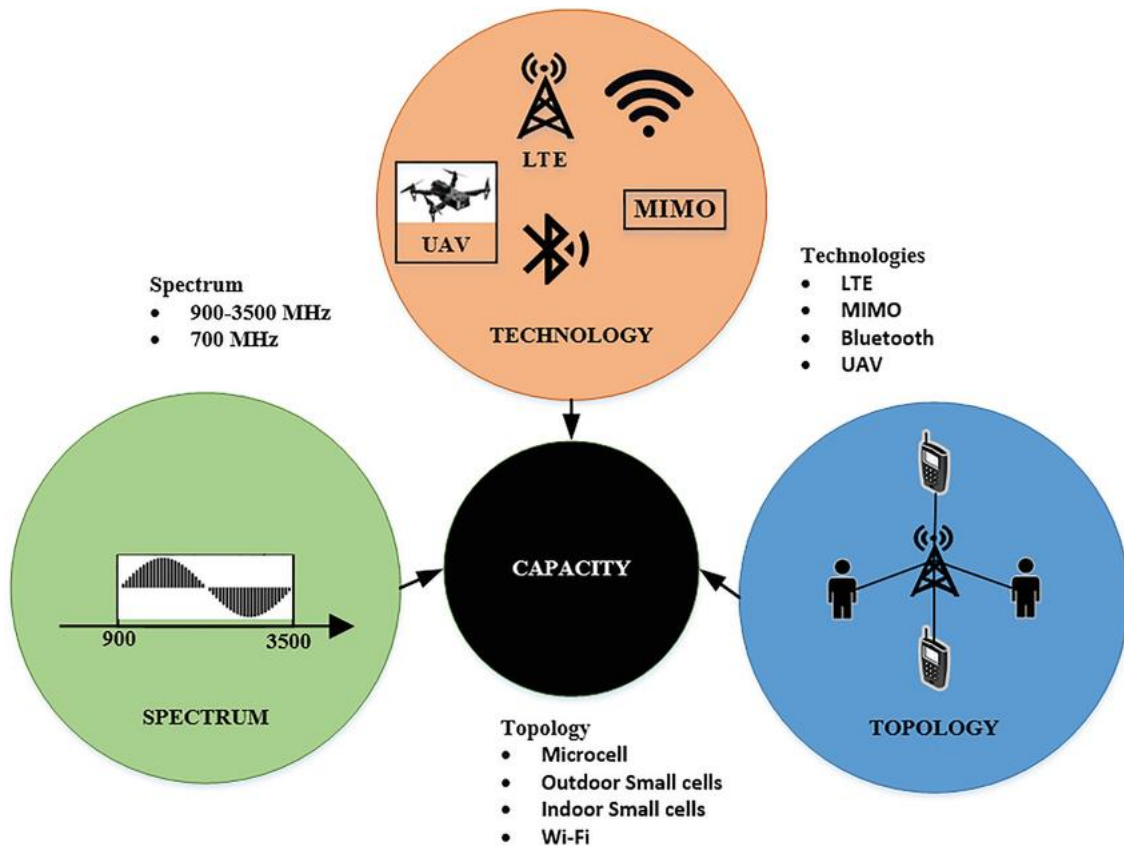 LTE
MIMO
UAV
TECHNOLOGY
Spectrum
• 900-3500 MHz
• 700 MHz
Technologies
• LTE
• MIMO
• Bluetooth
• UAV
CAPACITY
900
3500
SPECTRUM
TOPOLOGY
Topology
• Microcell
• Outdoor Small cells
• Indoor Small cells
• Wi-Fi